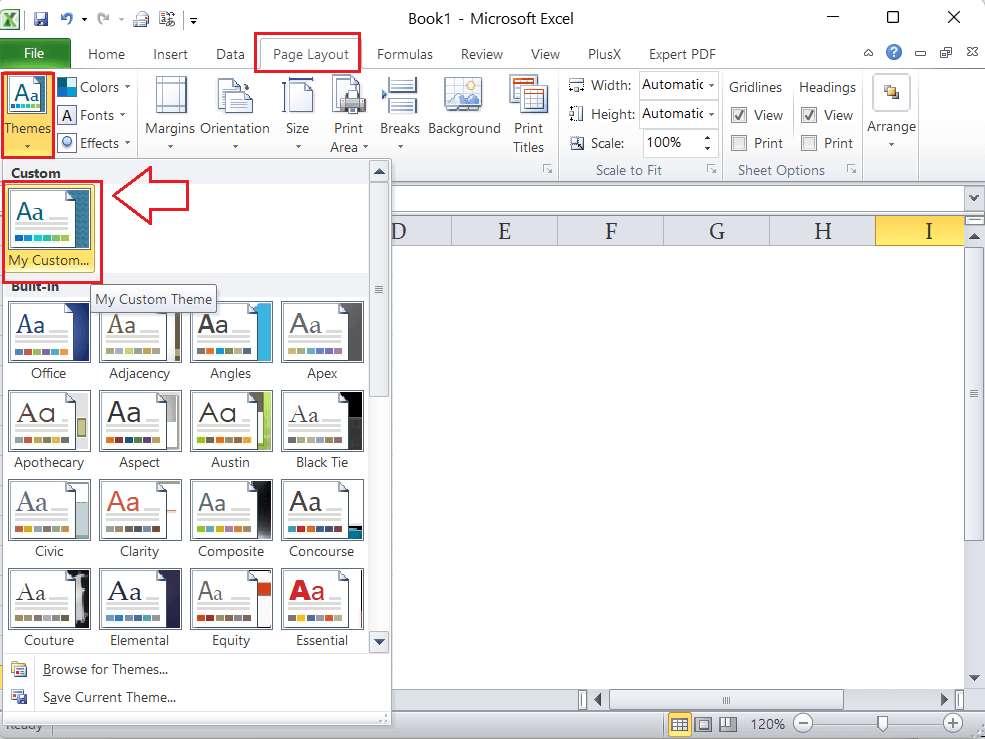 Book1 - Microsoft Excel
File Home Insert Data Page Layout Formulas Review View PlusX Expert PDF
Themes
Colors
Fonts
Effects
Margins
Orientation
Size
Print
Area
Breaks
Background
Print
Titles
Width: Automatic
Height: Automatic
Scale: 100%
Scale to Fit
Gridlines
View
Print
Headings
View
Print
Sheet Options
Arrange
Custom
Aa
My Custom...
Built-In
My Custom Theme
D E F G H I
Aa Aa Aa Aa
Office Adjacency Angles Apex
Aa Aa Aa Aa
Apothecary Aspect Austin Black Tie
Aa Aa Aa Aa
Civic Clarity Composite Concourse
Aa Aa Aa Aa
Couture Elemental Equity Essential
Browse for Themes...
Save Current Theme...
Ready
120%